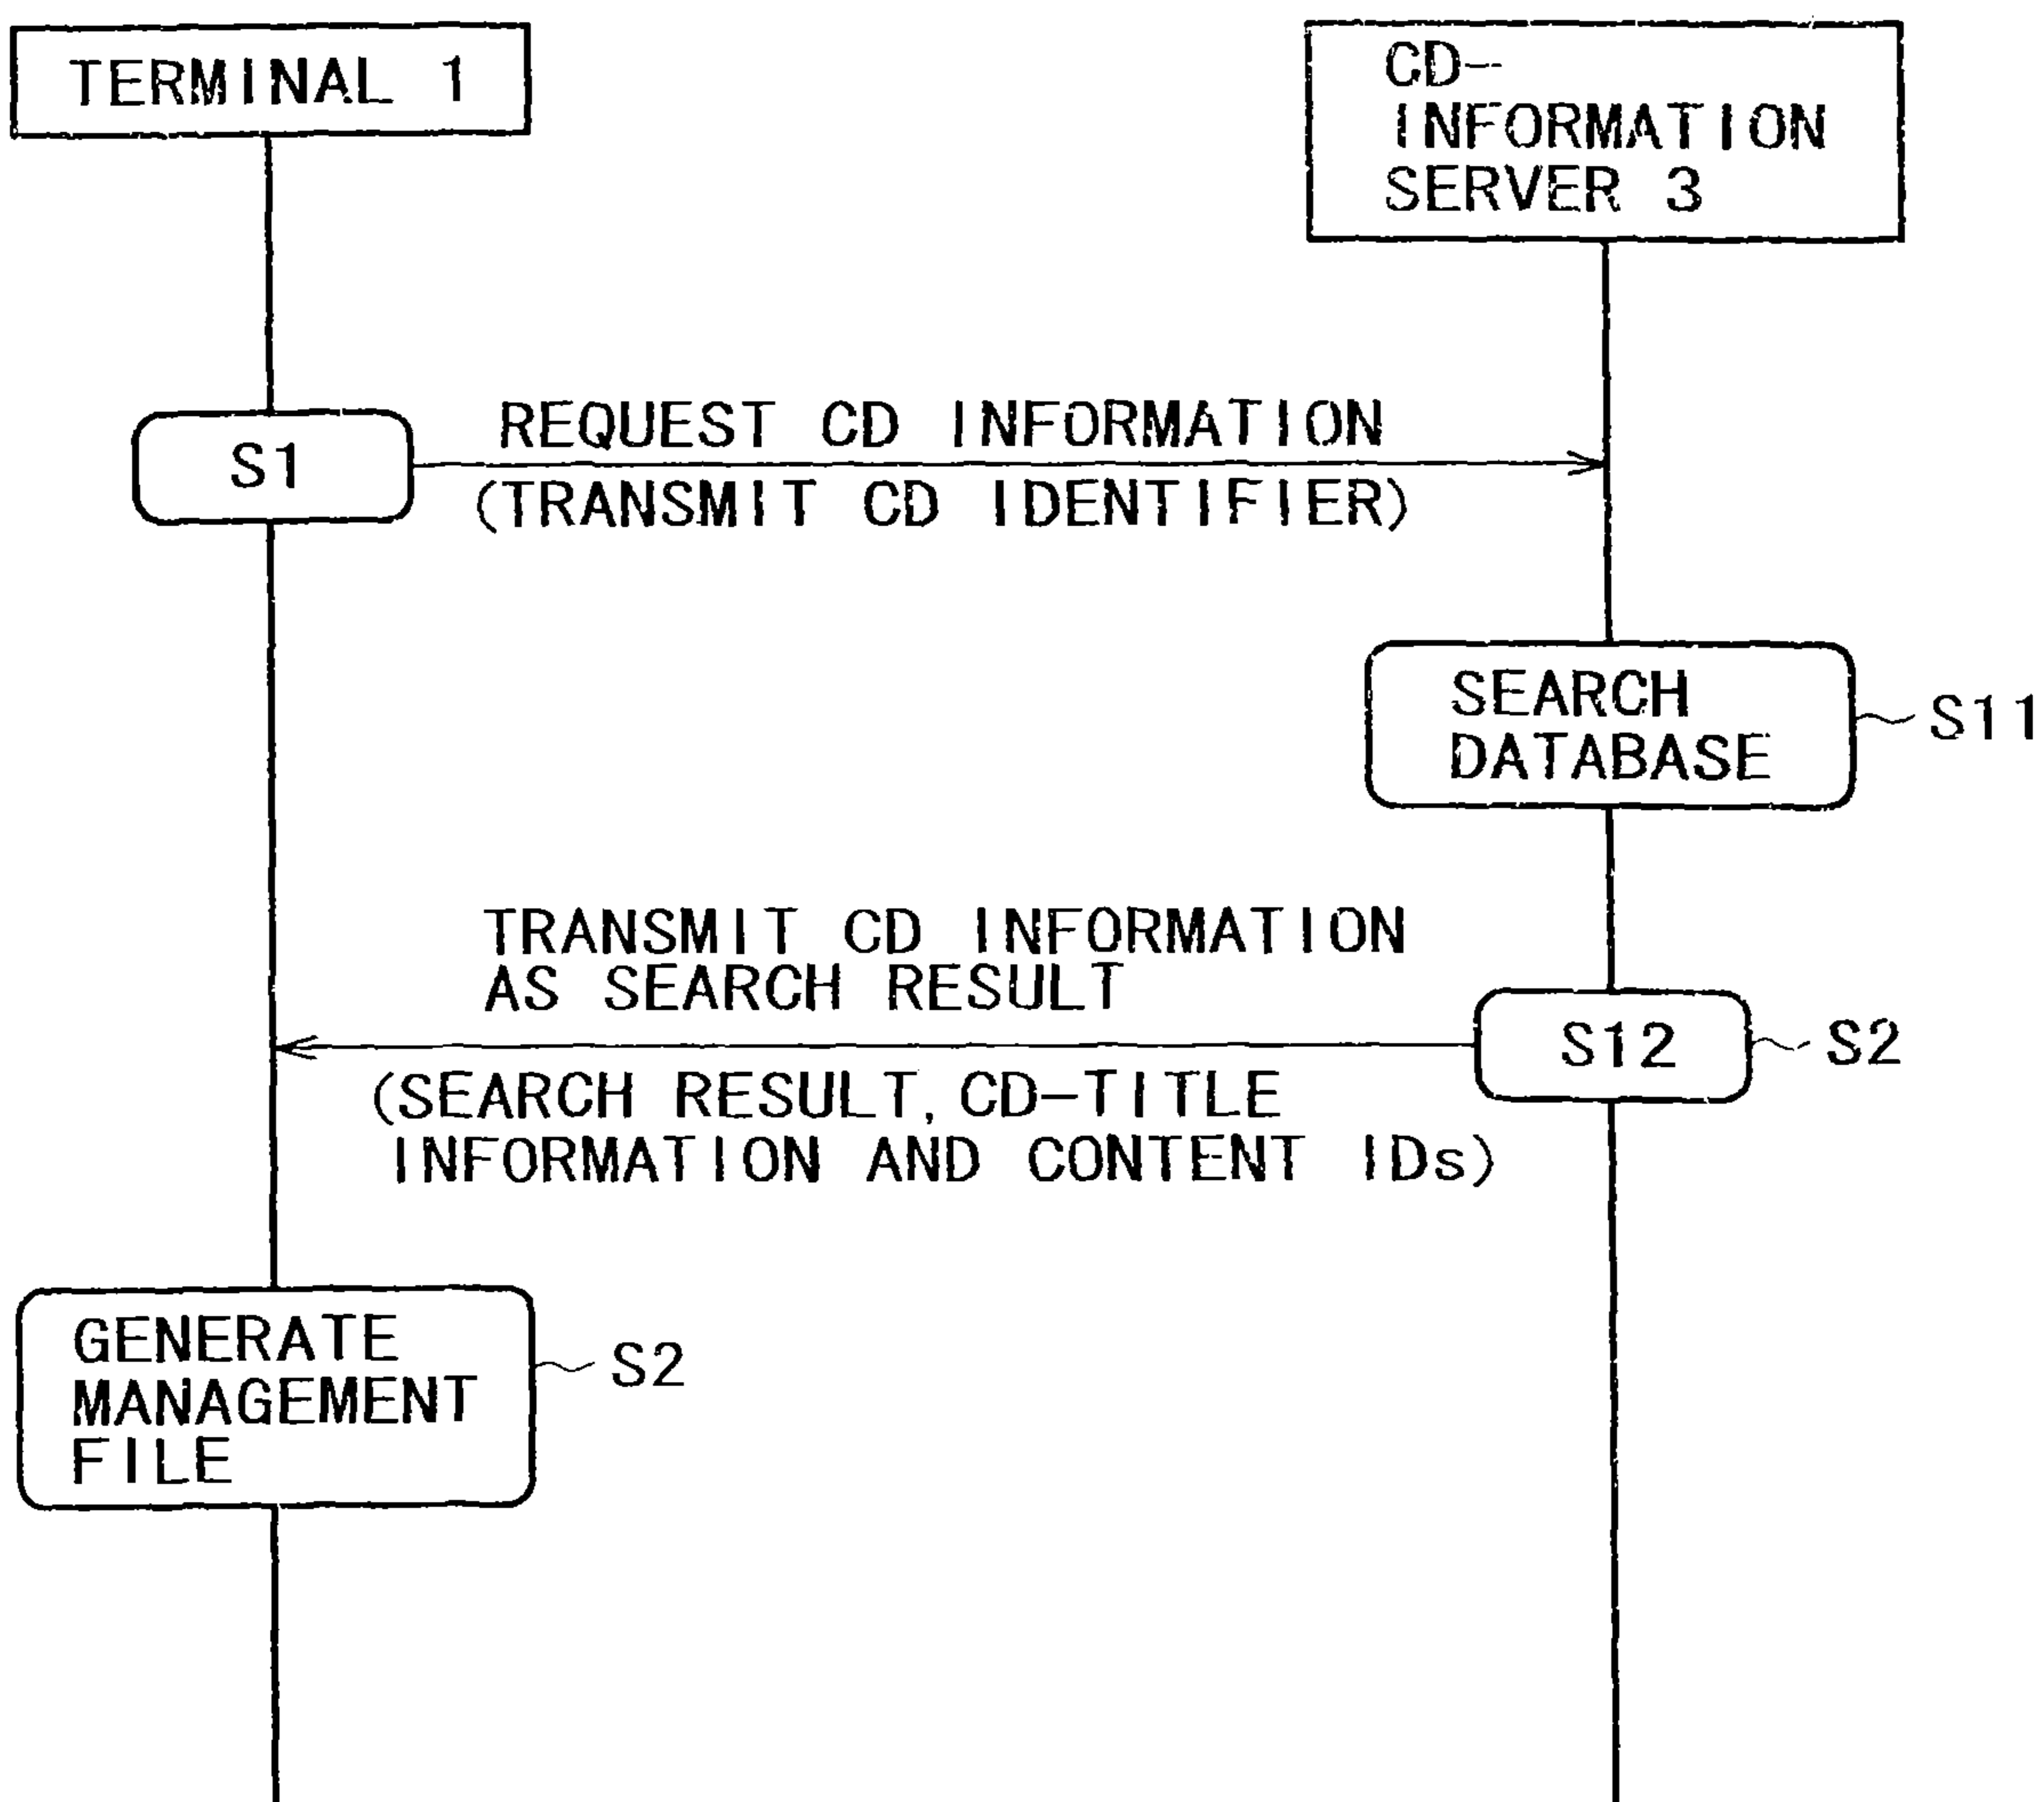 TERMINAL 1
CD-
INFORMATION
SERVER 3
S1
REQUEST CD INFORMATION
(TRANSMIT CD IDENTIFIER)
SEARCH
DATABASE
S11
TRANSMIT CD INFORMATION
AS SEARCH RESULT
S12
S2
(SEARCH RESULT, CD-TITLE
INFORMATION AND CONTENT IDs)
GENERATE
MANAGEMENT
FILE
S2